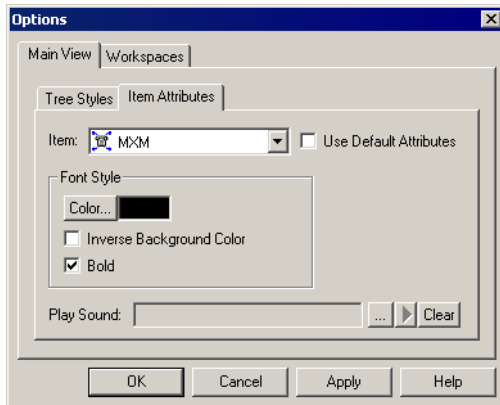 Options
Main View Workspaces
Tree Styles Item Attributes
Item: MXM Use Default Attributes
Font Style
Color...
Inverse Background Color
Bold
Play Sound: ... Clear
OK Cancel Apply Help